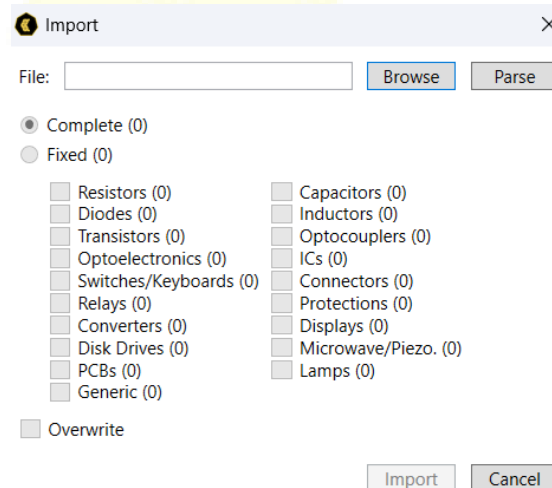 Import
File: Browse Parse
Complete (0)
Fixed (0)
Resistors (0) Capacitors (0)
Diodes (0) Inductors (0)
Transistors (0) Optocouplers (0)
Optoelectronics (0) ICs (0)
Switches/Keyboards (0) Connectors (0)
Relays (0) Protections (0)
Converters (0) Displays (0)
Disk Drives (0) Microwave/Piezo. (0)
PCBs (0) Lamps (0)
Generic (0)
Overwrite
Import Cancel